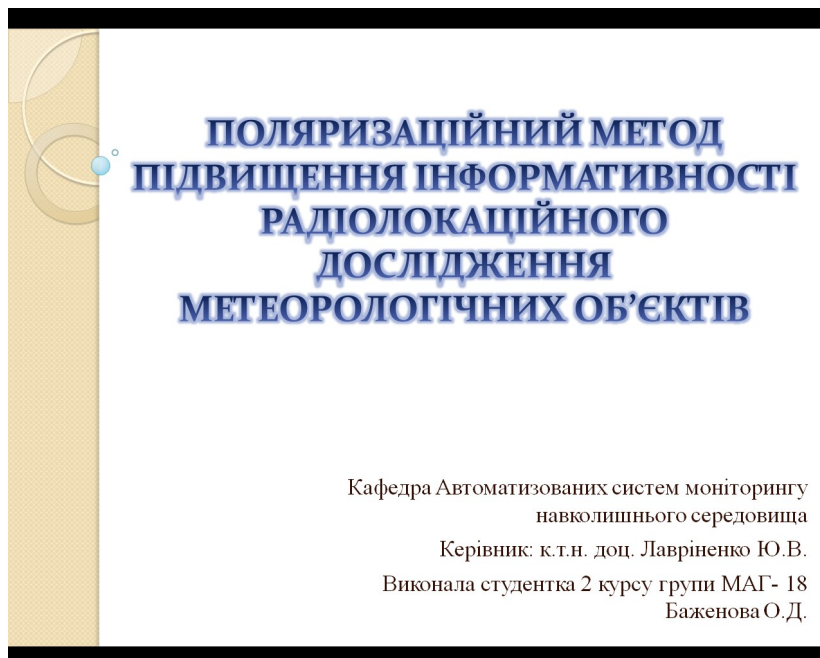 ПОЛЯРИЗАЦІЙНИЙ МЕТОД
ПІДВИЩЕННЯ ІНФОРМАТИВНОСТІ
РАДІОЛОКАЦІЙНОГО
ДОСЛІДЖЕННЯ
МЕТЕОРОЛОГІЧНИХ ОБ’ЄКТІВ
Кафедра Автоматизованих систем моніторингу
навколишнього середовища
Керівник: к.т.н. доц. Лавріненко Ю.В.
Виконала студентка 2 курсу групи МАГ- 18
Баженова О.Д.